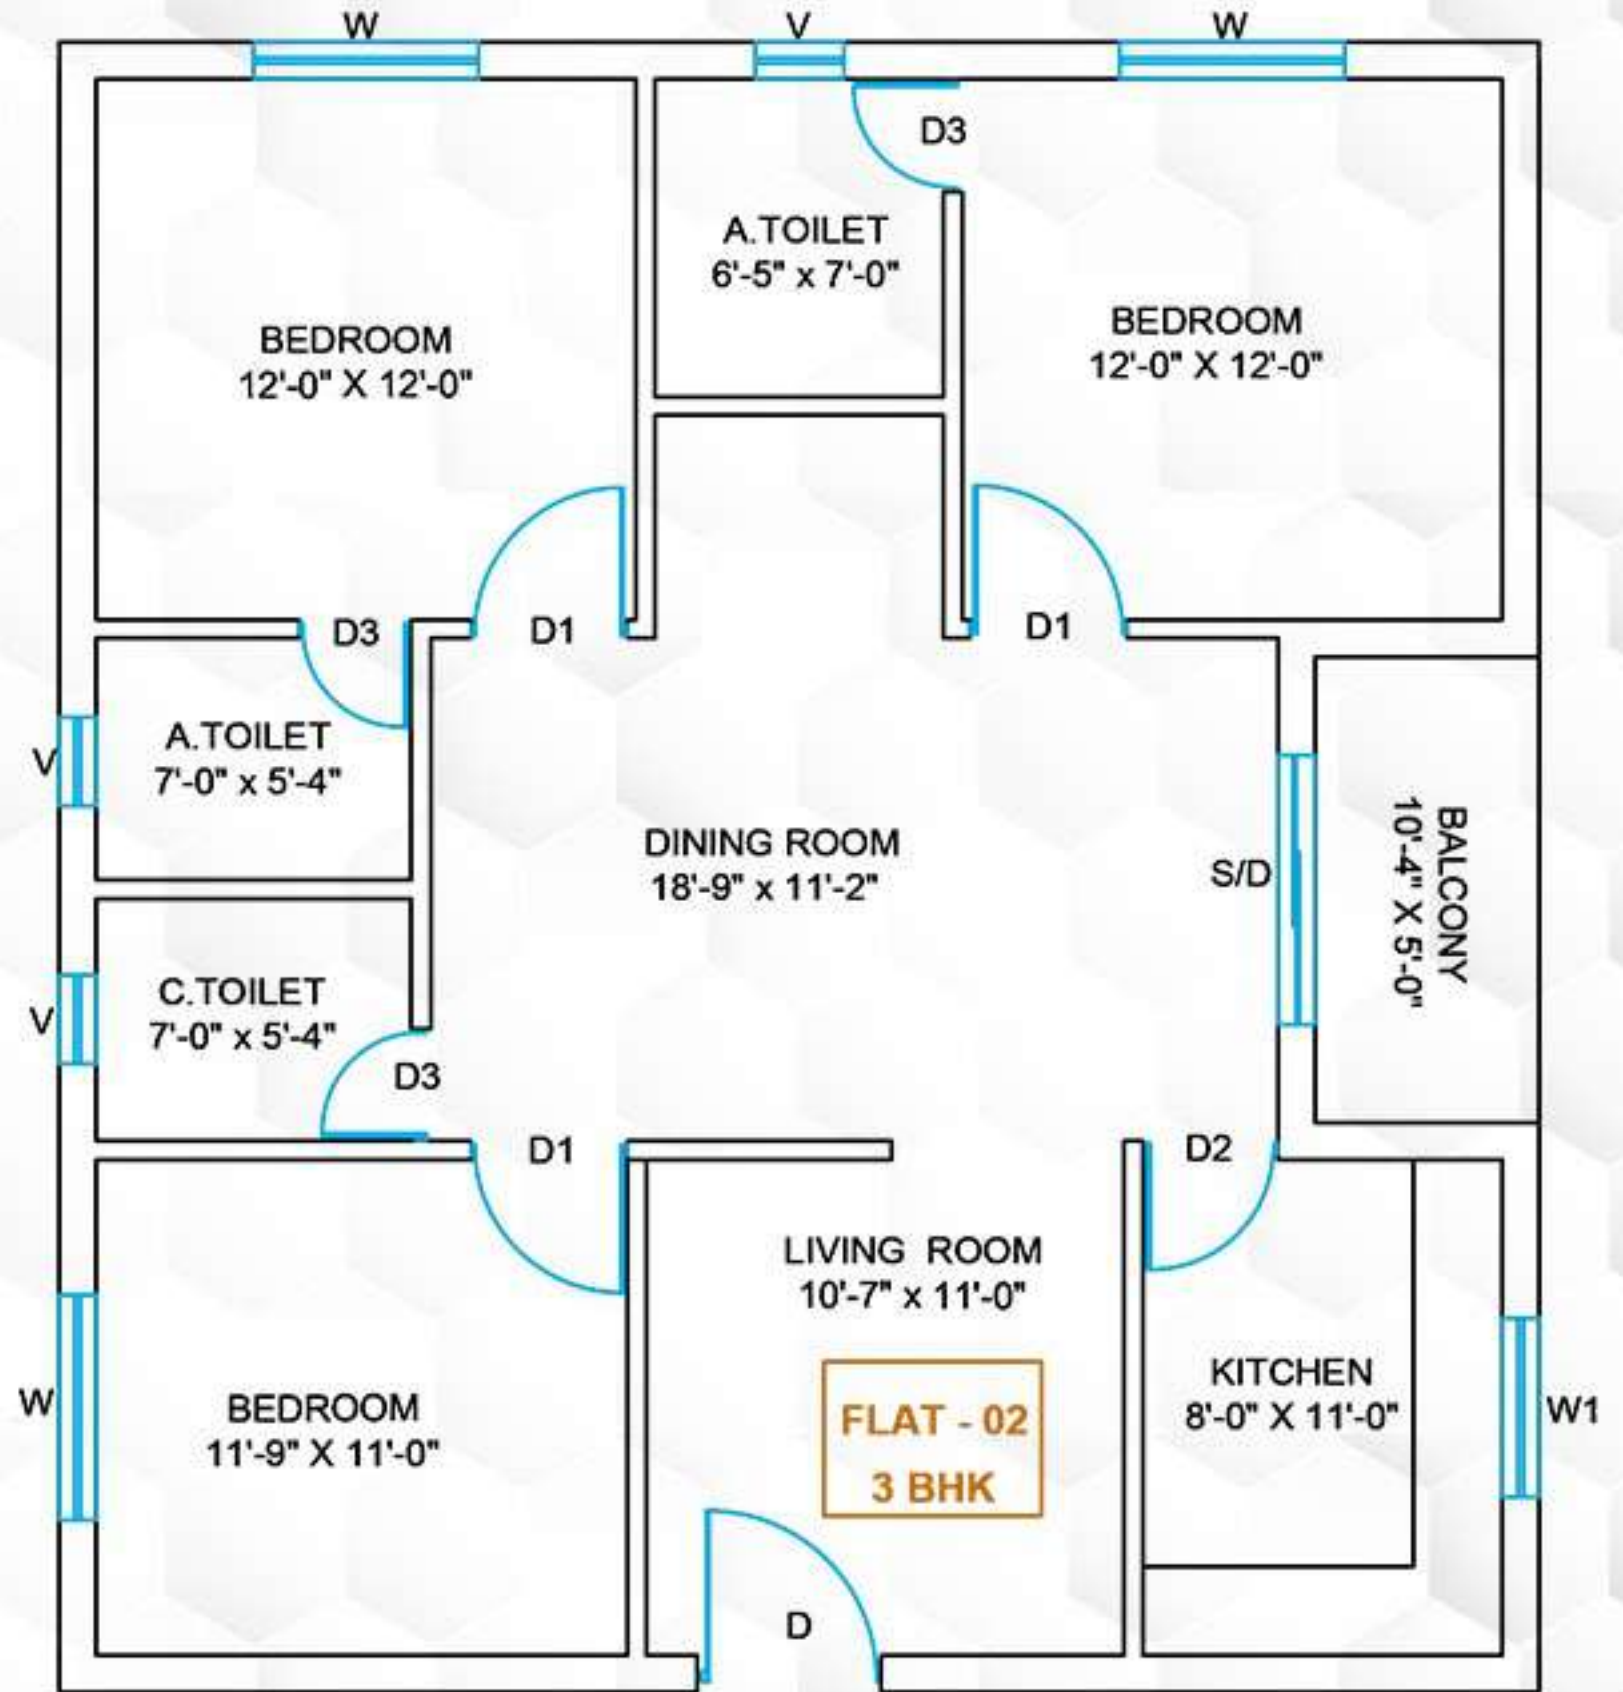 W
V
W
D3
A.TOILET
6'-5" x 7'-0"
BEDROOM
12'-0" X 12'-0"
BEDROOM
12'-0" X 12'-0"
D3
D1
D1
V
A.TOILET
7'-0" x 5'-4"
DINING ROOM
18'-9" x 11'-2"
S/D
BALCONY
10'-4" X 5'-0"
V
C.TOILET
7'-0" x 5'-4"
D3
D1
D2
LIVING ROOM
10'-7" x 11'-0"
W
BEDROOM
11'-9" X 11'-0"
FLAT - 02
3 BHK
KITCHEN
8'-0" X 11'-0"
W1
D